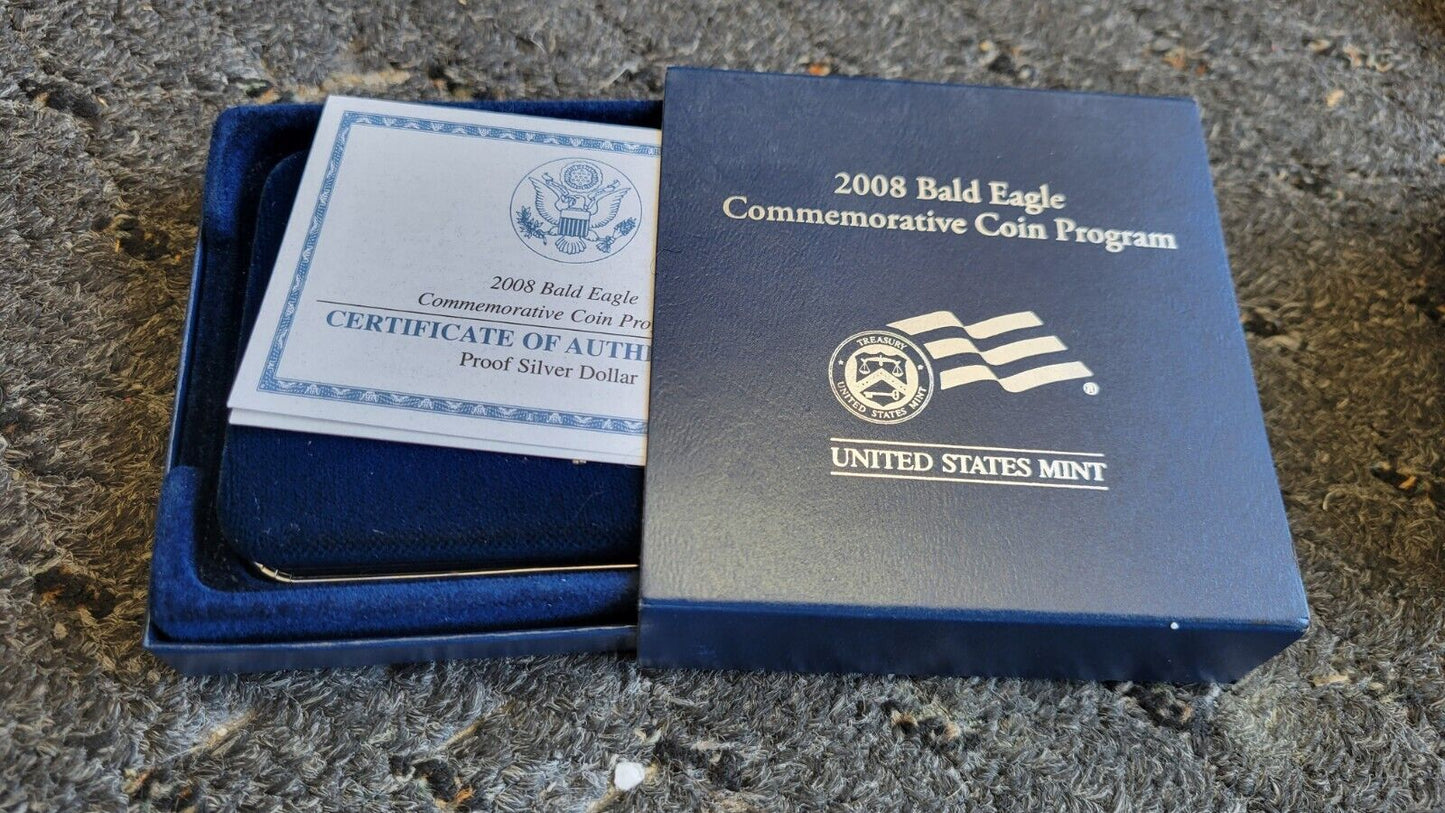 2008 Bald Eagle
Commemorative Coin Pro
CERTIFICATE OF AUTHE
Proof Silver Dollar
2008 Bald Eagle
Commemorative Coin Program
TREASURY
UNITED STATES MINT
®
UNITED STATES MINT